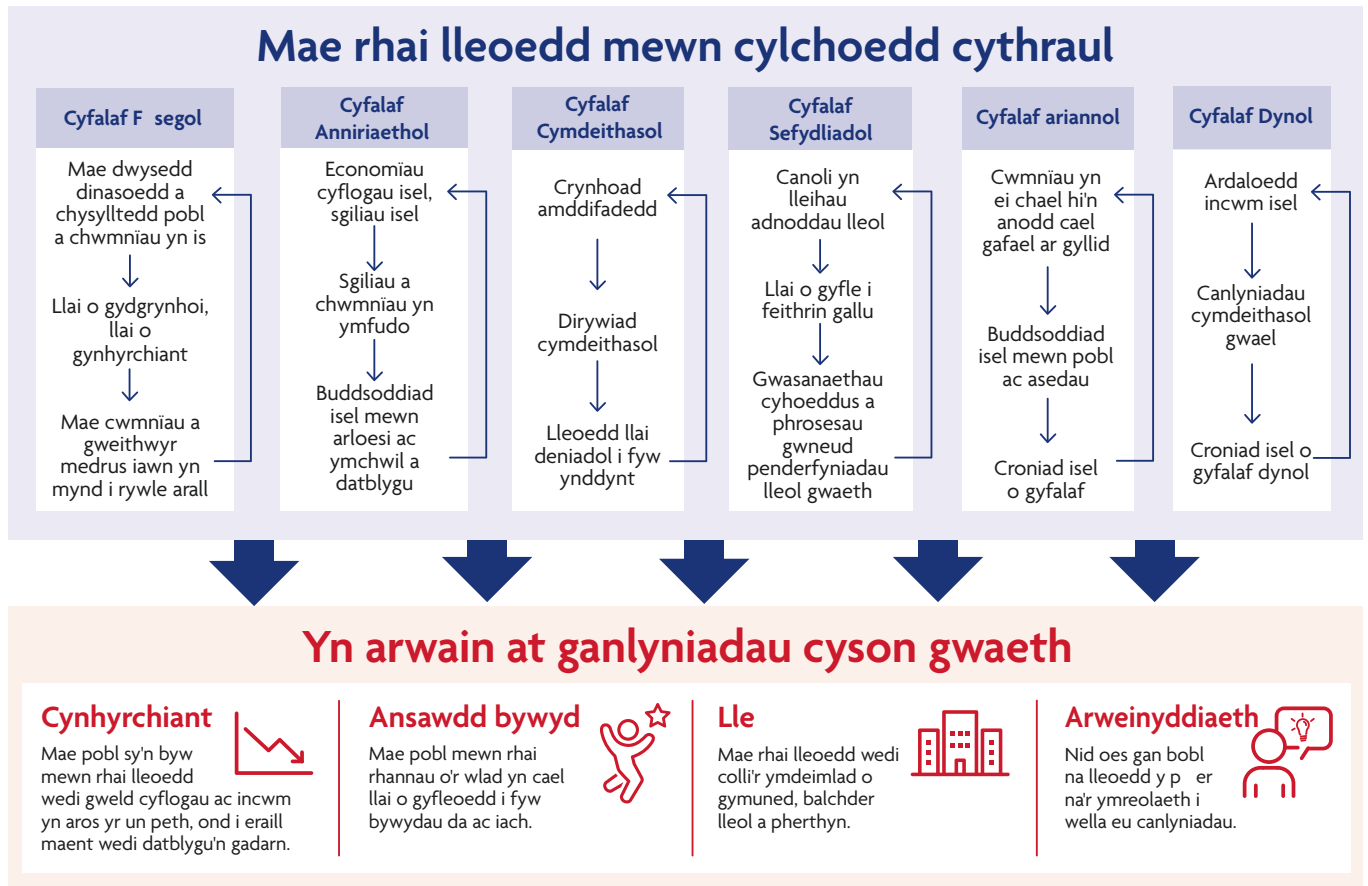 Mae rhai lleoedd mewn cylchoedd cythraul
Cyfalaf F segol
Mae dwysedd
dinasoedd a
chysylltedd pobl
a chwmnïau yn is
Llai o gydgrynhoi,
llai o
gynhyrchiant
Mae cwmnïau a
gweithwyr
medrus iawn yn
mynd i rywle arall
Cyfalaf
Anniriaethol
Economïau
cyflogau isel,
sgiliau isel
Sgiliau a
chwmnïau yn
ymfudo
Buddsoddiad
isel mewn
arloesi ac
ymchwil a
datblygu
Cyfalaf
Cymdeithasol
Crynhoad
amddifadedd
Dirywiad
cymdeithasol
Lleoedd llai
deniadol i fyw
ynddynt
Cyfalaf
Sefydliadol
Canoli yn
lleihau
adnoddau lleol
Llai o gyfle i
feithrin gallu
Gwasanaethau
cyhoeddus a
phrosesau
gwneud
penderfyniadau
lleol gwaeth
Cyfalaf ariannol
Cwmnïau yn
ei chael hi'n
anodd cael
gafael ar gyllid
Buddsoddiad
isel mewn pobl
ac asedau
Croniad isel
o gyfalaf
Cyfalaf Dynol
Ardaloedd
incwm isel
Canlyniadau
cymdeithasol
gwael
Croniad isel o
gyfalaf dynol
Yn arwain at ganlyniadau cyson gwaeth
Cynhyrchiant
Mae pobl sy'n byw
mewn rhai lleoedd
wedi gweld cyflogau ac incwm
yn aros yr un peth, ond i eraill
maent wedi datblygu'n gadarn.
Ansawdd bywyd
Mae pobl mewn rhai
rhannau o'r wlad yn cael
llai o gyfleoedd i fyw
bywydau da ac iach.
Lle
Mae rhai lleoedd wedi
colli'r ymdeimlad o
gymuned, balchder
lleol a pherthyn.
Arweinyddiaeth
Nid oes gan bobl
na lleoedd y p er
na'r ymreolaeth i
wella eu canlyniadau.